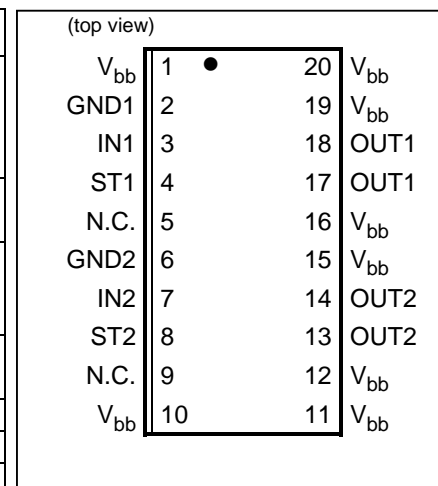 (top view)
Vbb 1 20 Vbb
GND1 2 19 Vbb
IN1 3 18 OUT1
ST1 4 17 OUT1
N.C. 5 16 Vbb
GND2 6 15 Vbb
IN2 7 14 OUT2
ST2 8 13 OUT2
N.C. 9 12 Vbb
Vbb 10 11 Vbb